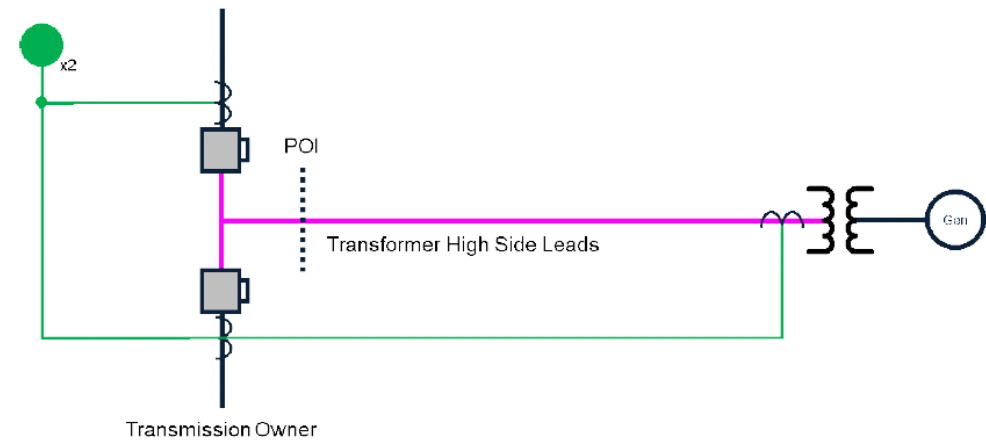 x2
POI
Transformer High Side Leads
Gen
Transmission Owner